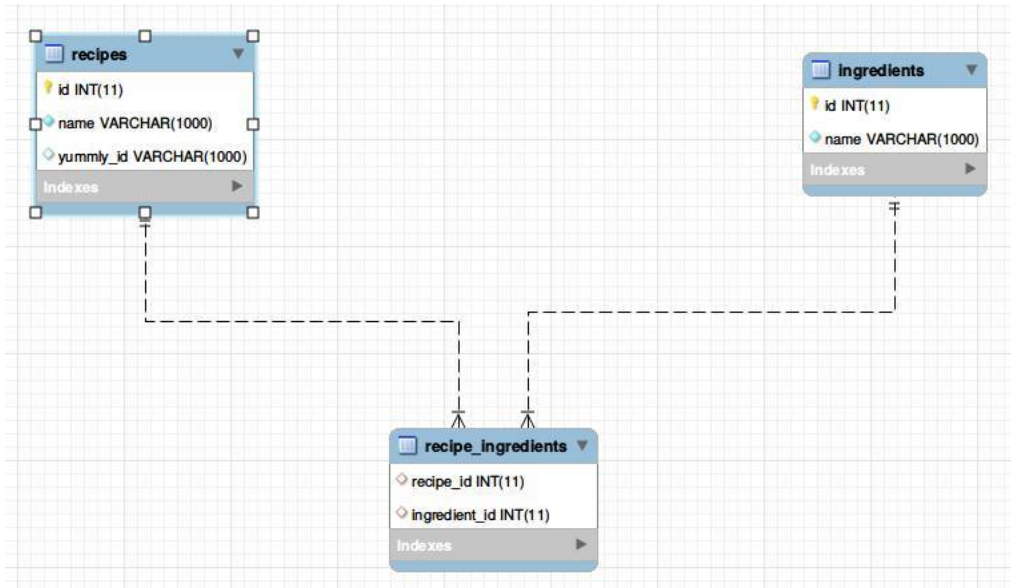 recipes
id INT(11)
name VARCHAR(1000)
yummly_id VARCHAR(1000)
Indexes
ingredients
id INT(11)
name VARCHAR(1000)
Indexes
recipe_ingredients
recipe_id INT(11)
ingredient_id INT(11)
Indexes